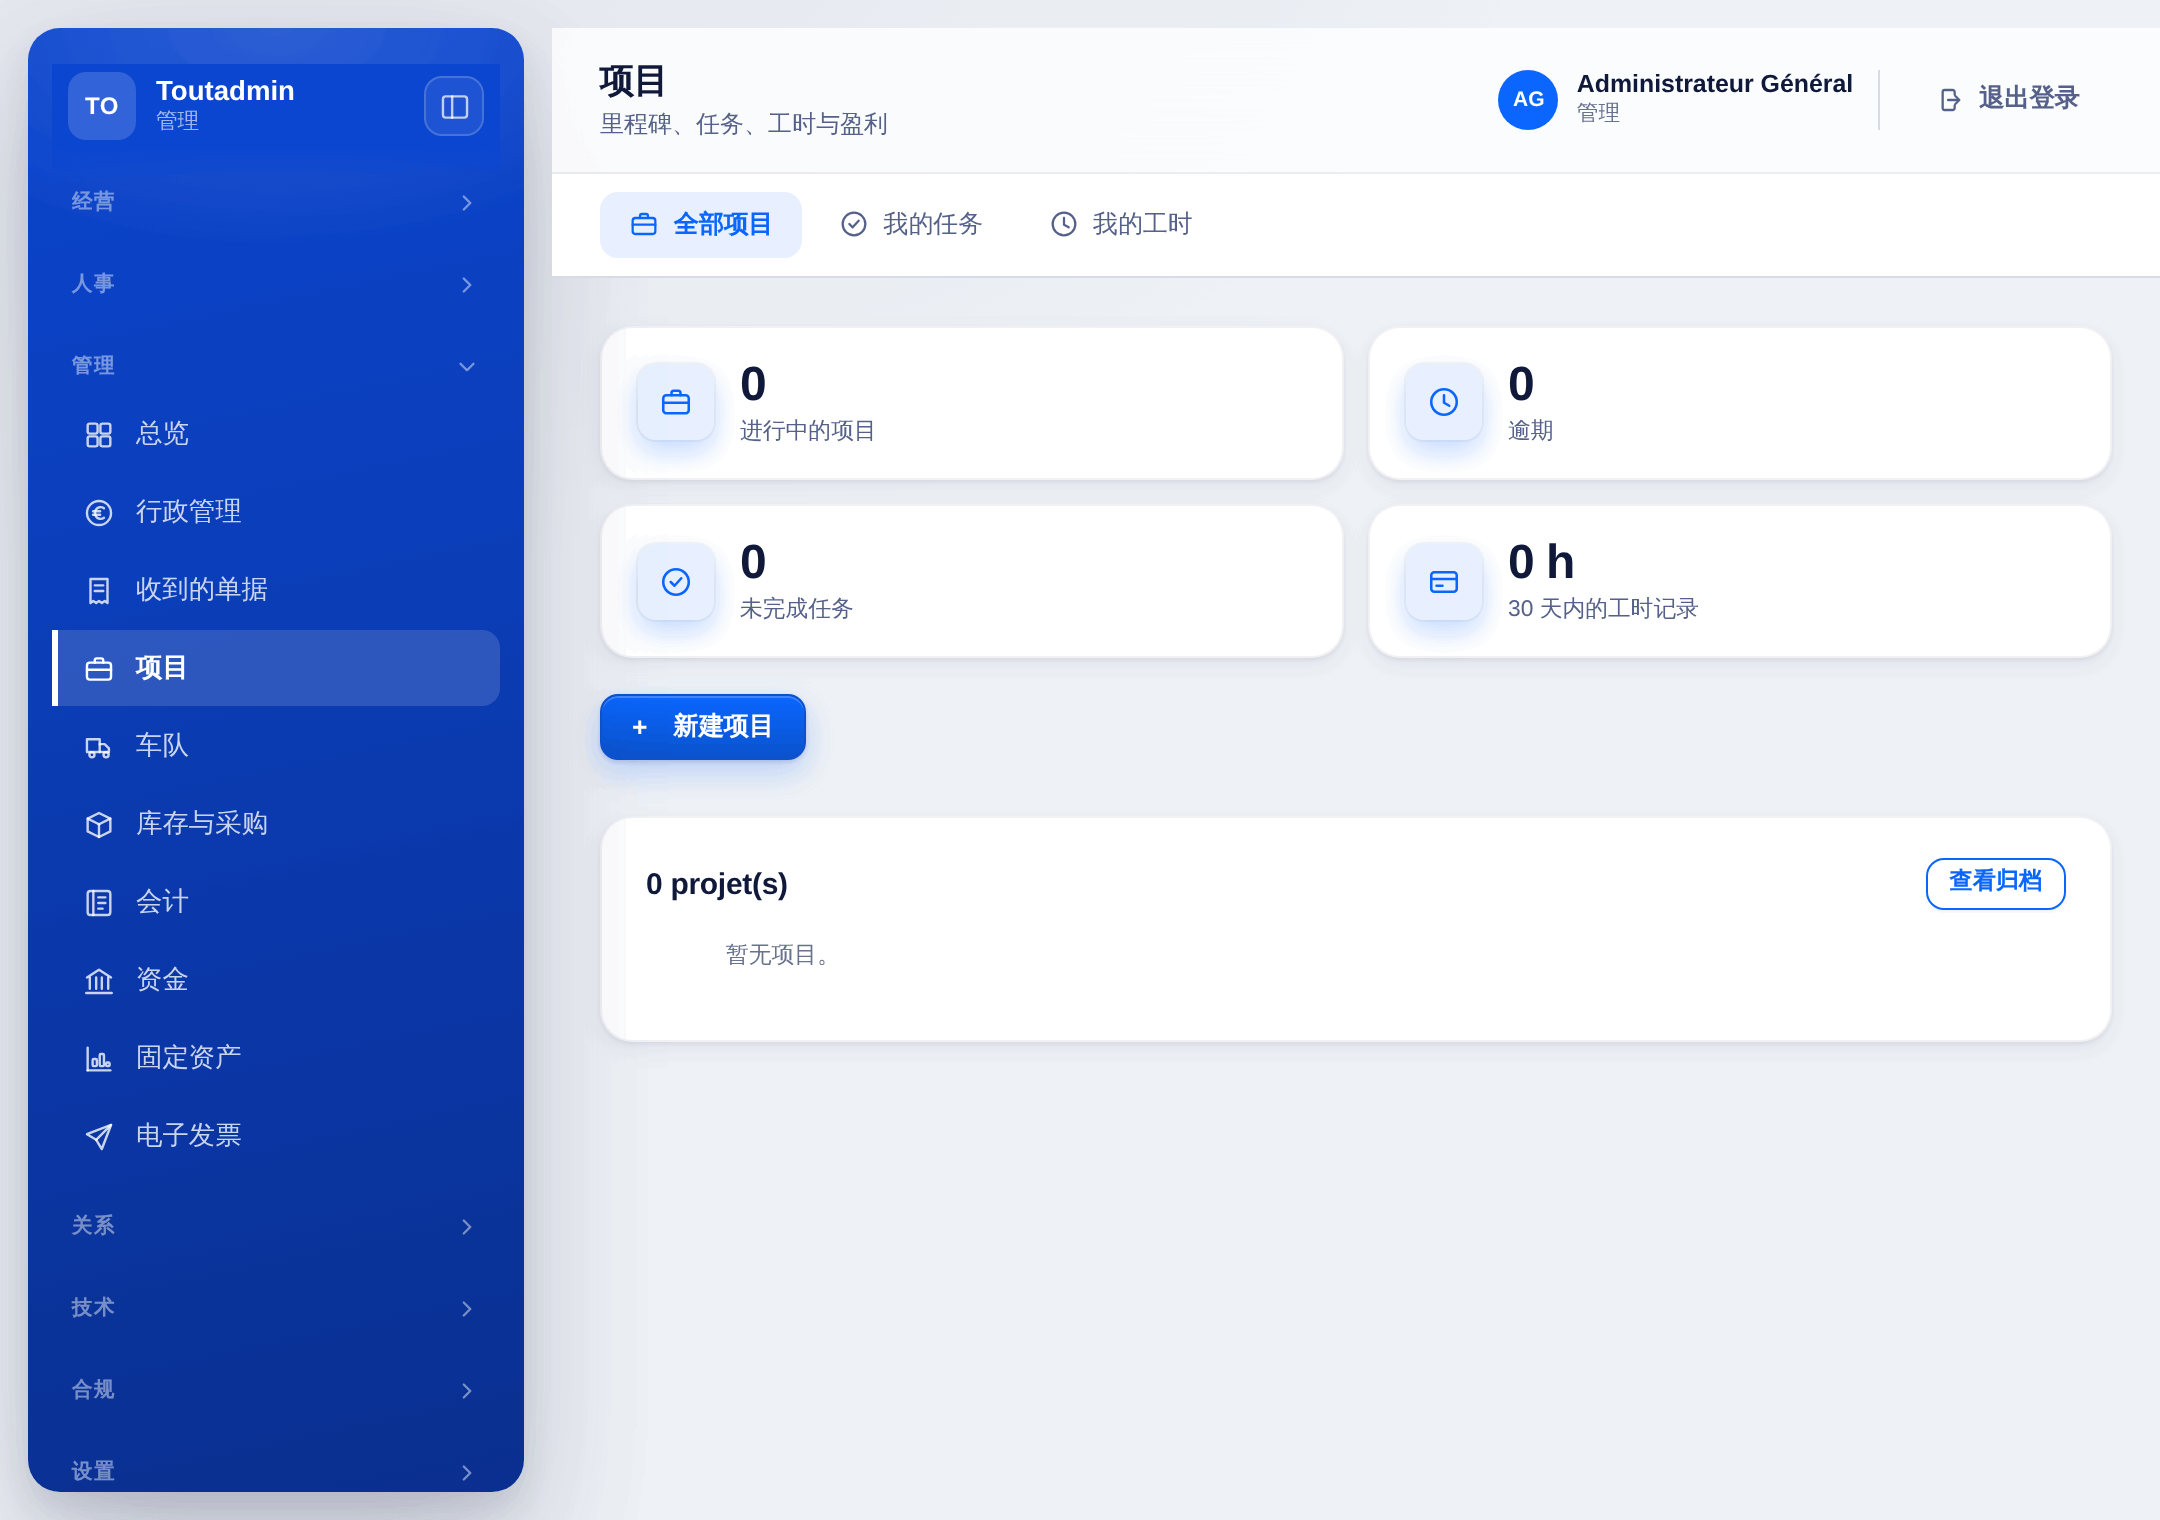 TO
Toutadmin
管理
经营
人事
管理
总览
行政管理
收到的单据
项目
车队
库存与采购
会计
资金
固定资产
电子发票
关系
技术
合规
设置
项目
里程碑、任务、工时与盈利
AG
Administrateur Général
管理
退出登录
全部项目
我的任务
我的工时
0
进行中的项目
0
逾期
0
未完成任务
0 h
30 天内的工时记录
+ 新建项目
0 projet(s)
查看归档
暂无项目。